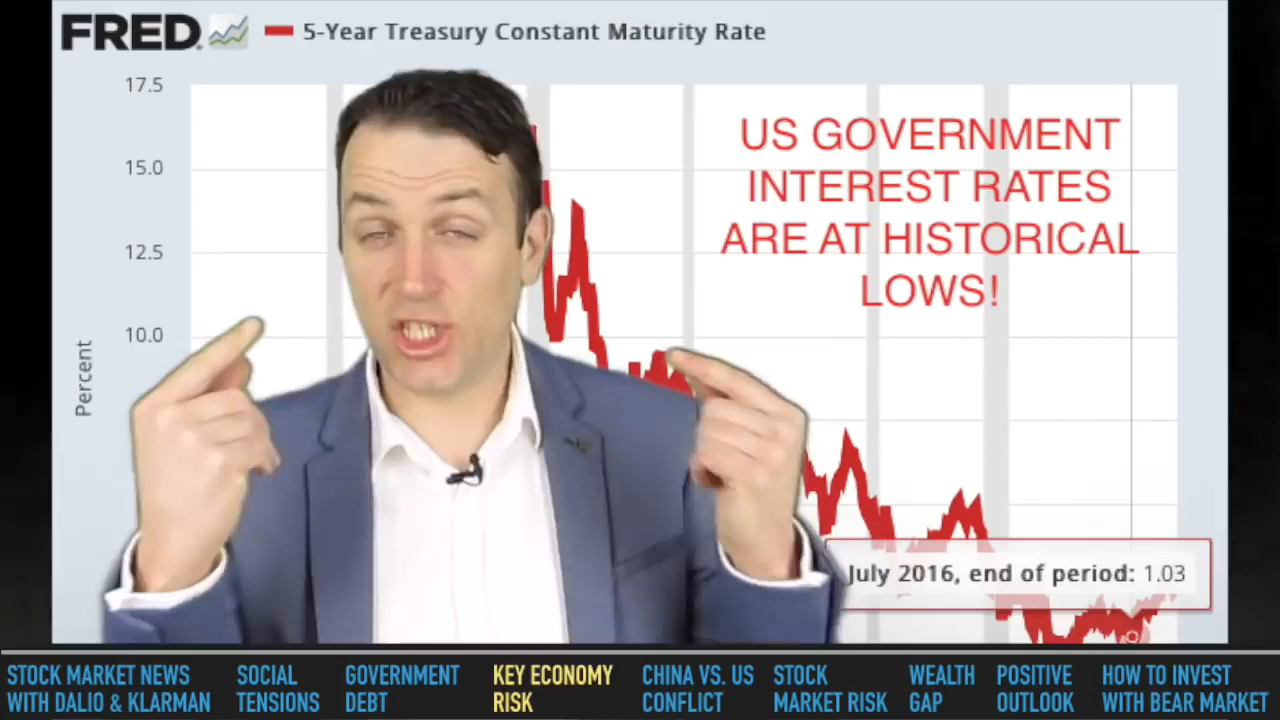 FRED 5-Year Treasury Constant Maturity Rate
17.5
15.0
12.5
10.0
Percent
US GOVERNMENT
INTEREST RATES
ARE AT HISTORICAL
LOWS!
July 2016, end of period: 1.03
STOCK MARKET NEWS
WITH DALIO & KLARMAN
SOCIAL
TENSIONS
GOVERNMENT
DEBT
KEY ECONOMY
RISK
CHINA VS. US
CONFLICT
STOCK
MARKET RISK
WEALTH
GAP
POSITIVE
OUTLOOK
HOW TO INVEST
WITH BEAR MARKET